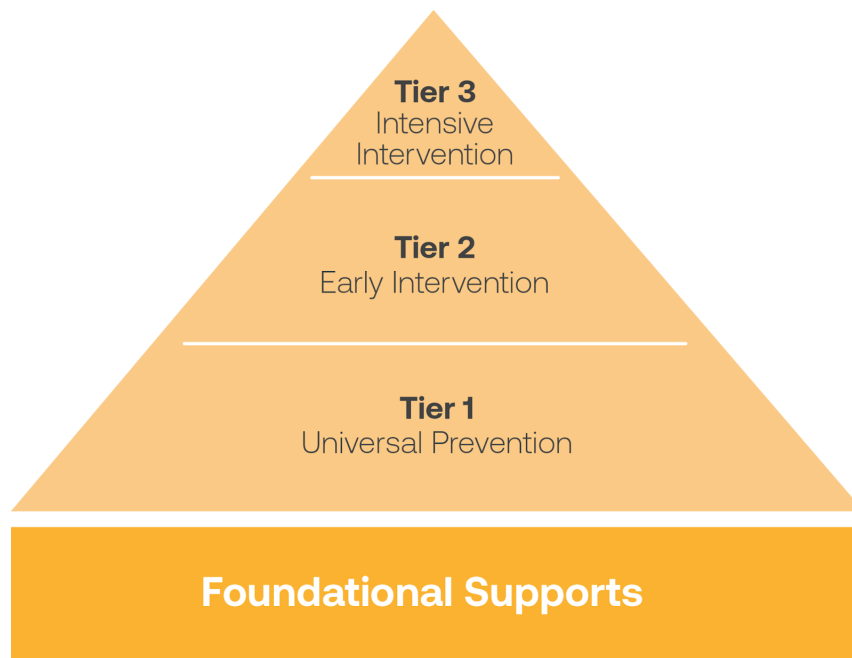 Tier 3
Intensive
Intervention
Tier 2
Early Intervention
Tier 1
Universal Prevention
Foundational Supports